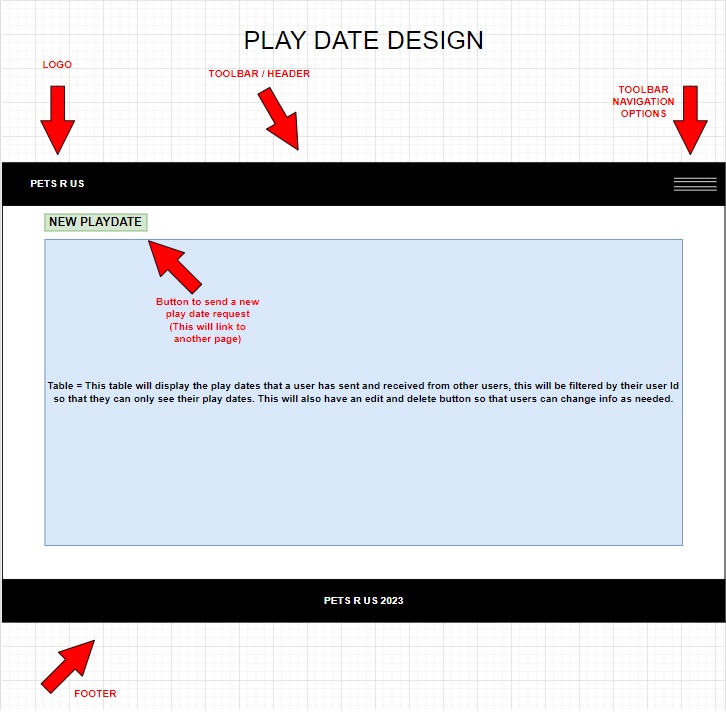 PLAY DATE DESIGN
LOGO
TOOLBAR / HEADER
TOOLBAR
NAVIGATION
OPTIONS
PETS R US
NEW PLAYDATE
Button to send a new
play date request
(This will link to
another page)
Table = This table will display the play dates that a user has sent and received from other users, this will be filtered by their user Id
so that they can only see their play dates. This will also have an edit and delete button so that users can change info as needed.
PETS R US 2023
FOOTER